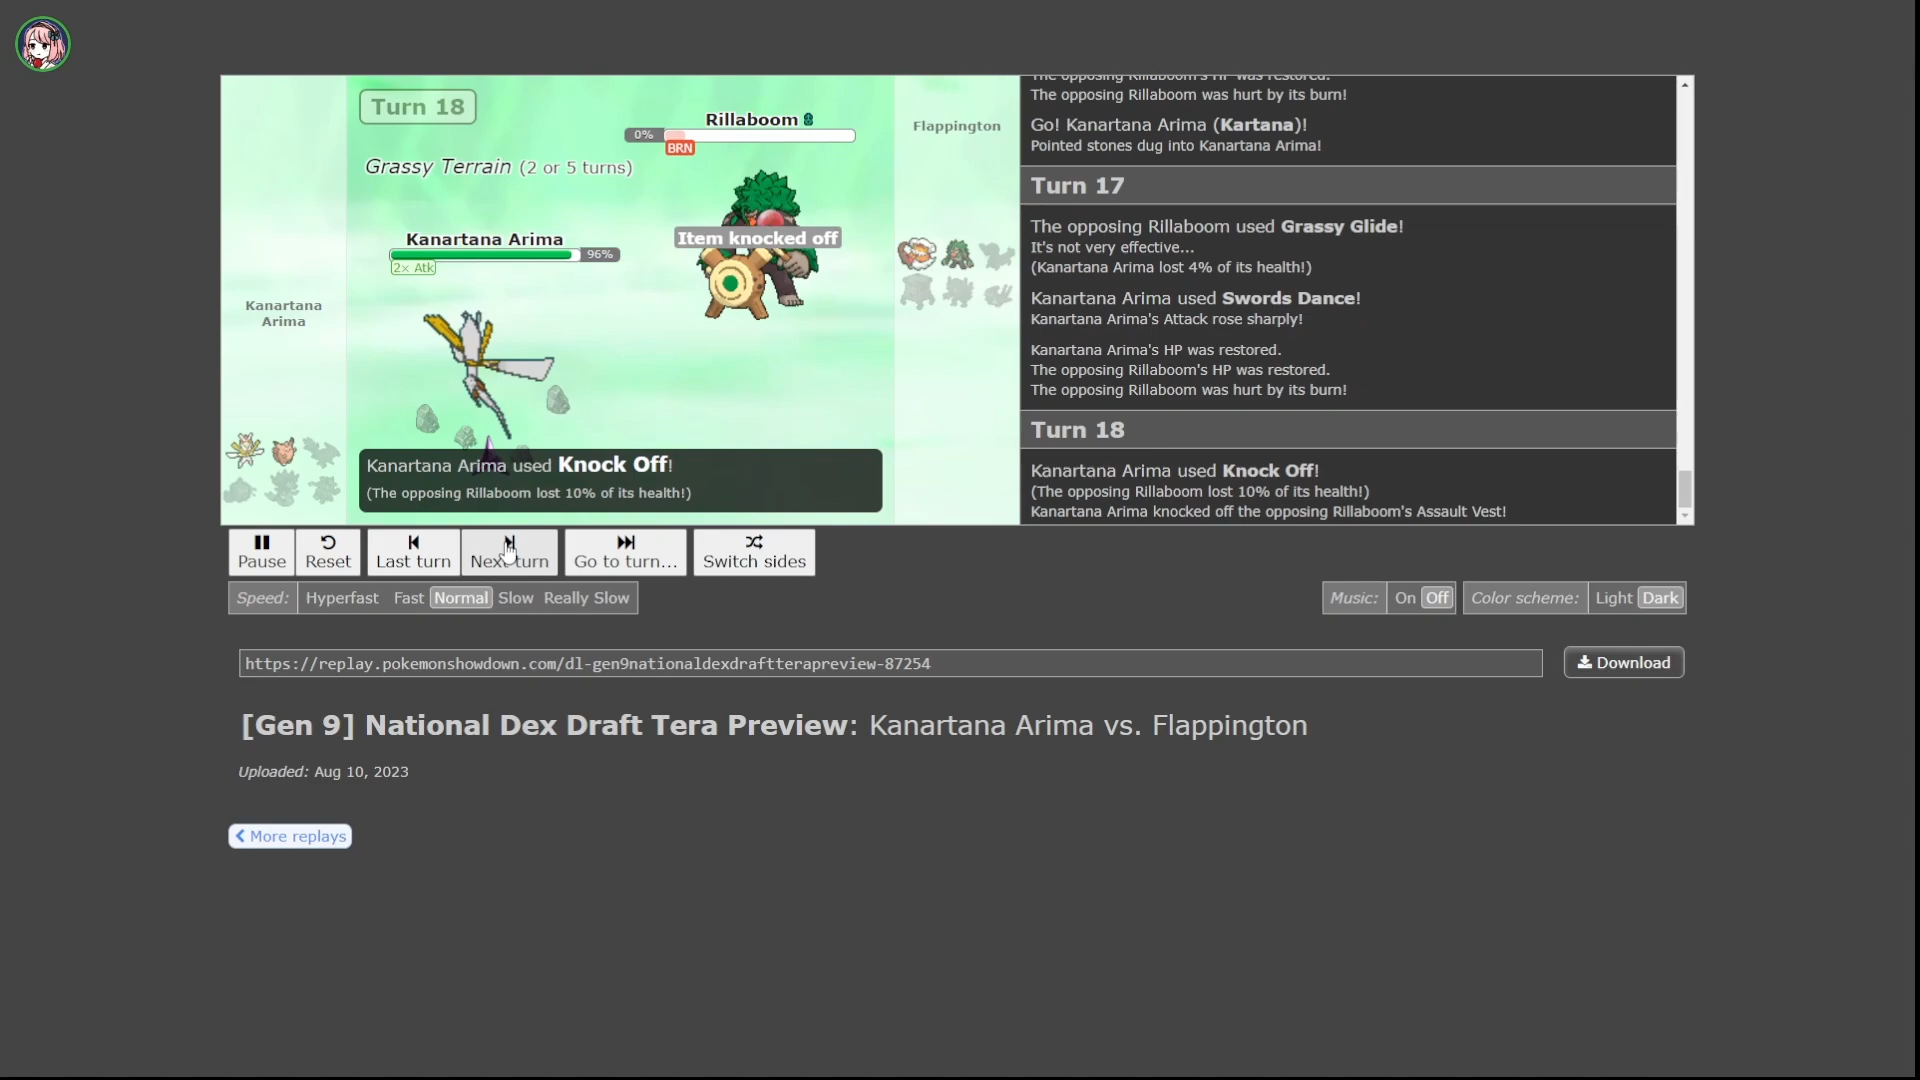 Turn 18
Rillaboom
0%
BRN
Grassy Terrain (2 or 5 turns)
Kanartana Arima
96%
2× Atk
Item knocked off
Kanartana Arima used Knock Off!
(The opposing Rillaboom lost 10% of its health!)
Kanartana
Arima
Flappington
The opposing Rillaboom's HP was restored.
The opposing Rillaboom was hurt by its burn!
Go! Kanartana Arima (Kartana)!
Pointed stones dug into Kanartana Arima!
Turn 17
The opposing Rillaboom used Grassy Glide!
It's not very effective...
(Kanartana Arima lost 4% of its health!)
Kanartana Arima used Swords Dance!
Kanartana Arima's Attack rose sharply!
Kanartana Arima's HP was restored.
The opposing Rillaboom's HP was restored.
The opposing Rillaboom was hurt by its burn!
Turn 18
Kanartana Arima used Knock Off!
(The opposing Rillaboom lost 10% of its health!)
Kanartana Arima knocked off the opposing Rillaboom's Assault Vest!
Pause Reset Last turn Next turn Go to turn... Switch sides
Speed: Hyperfast Fast Normal Slow Really Slow
Music: On Off Color scheme: Light Dark
https://replay.pokemonshowdown.com/dl-gen9nationaldexdraftterapreview-87254
Download
[Gen 9] National Dex Draft Tera Preview: Kanartana Arima vs. Flappington
Uploaded: Aug 10, 2023
More replays